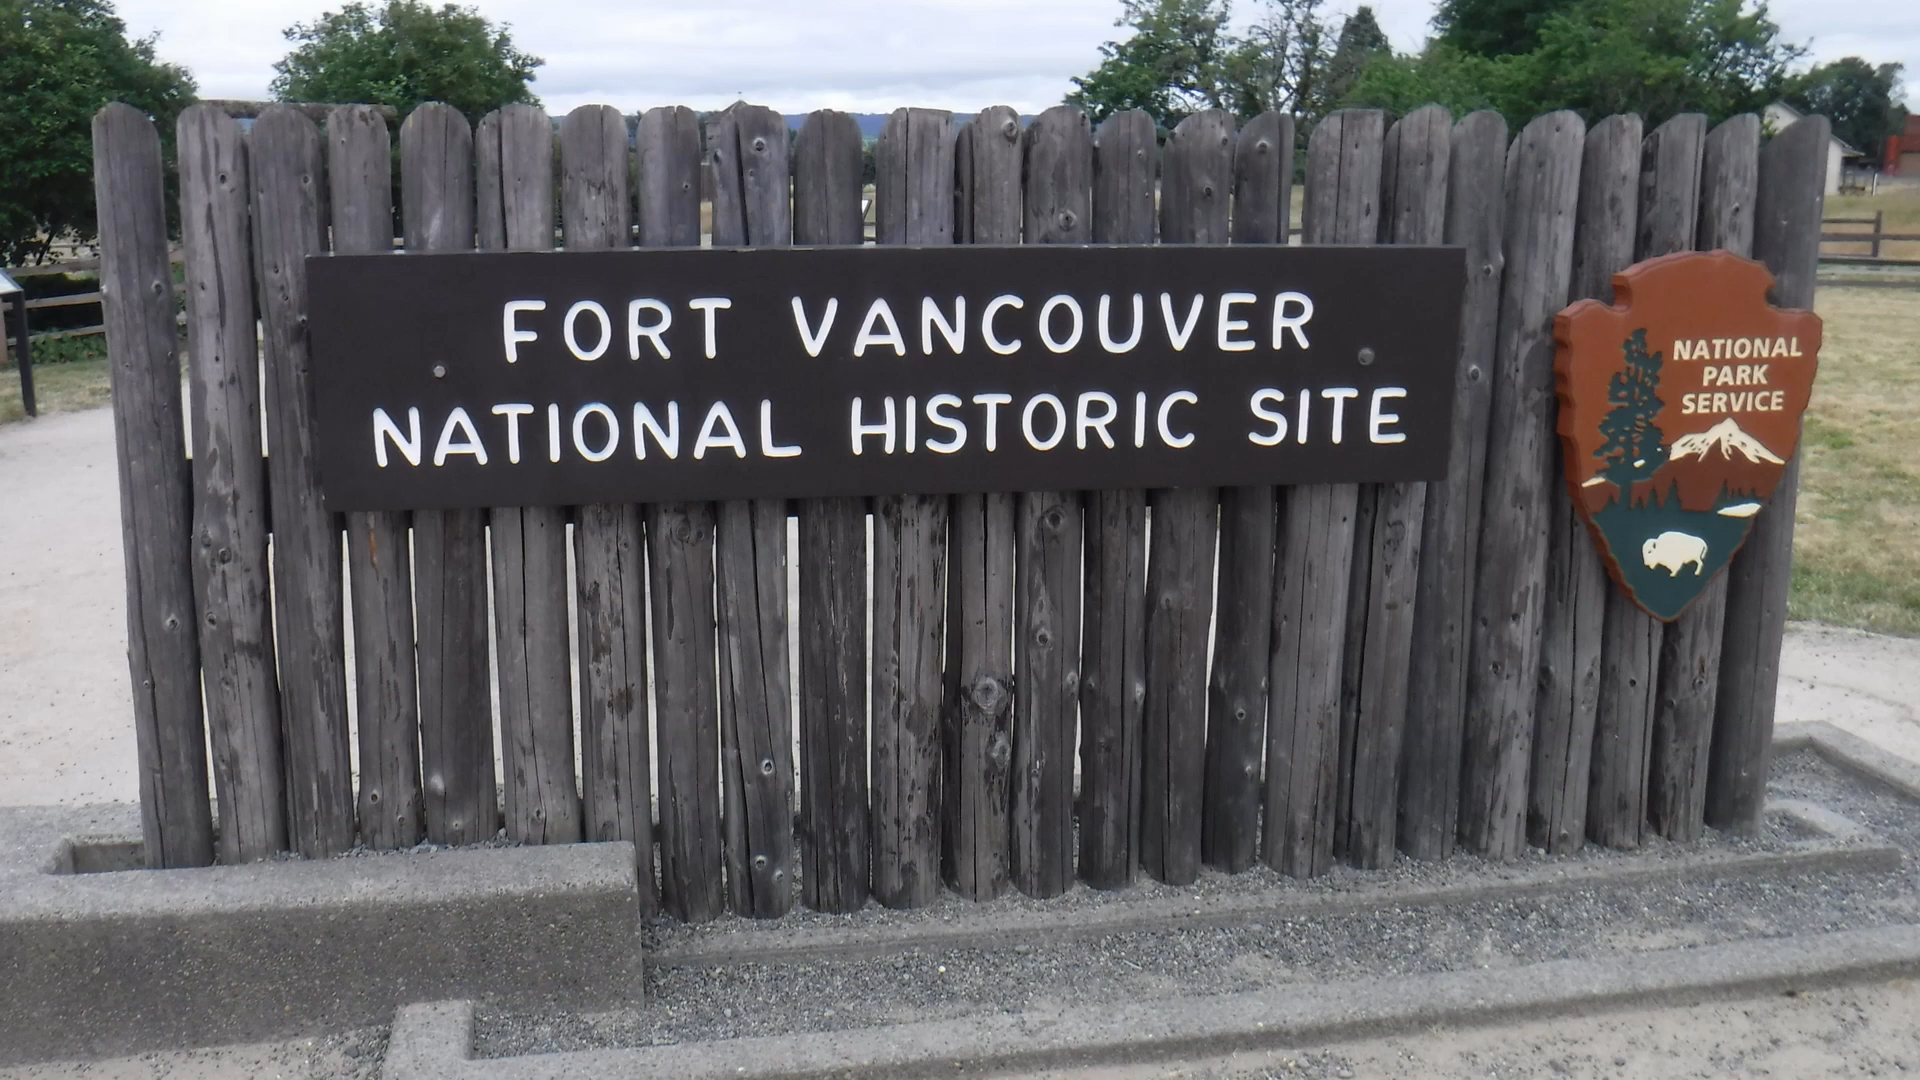 FORT VANCOUVER
NATIONAL HISTORIC SITE
NATIONAL
PARK
SERVICE